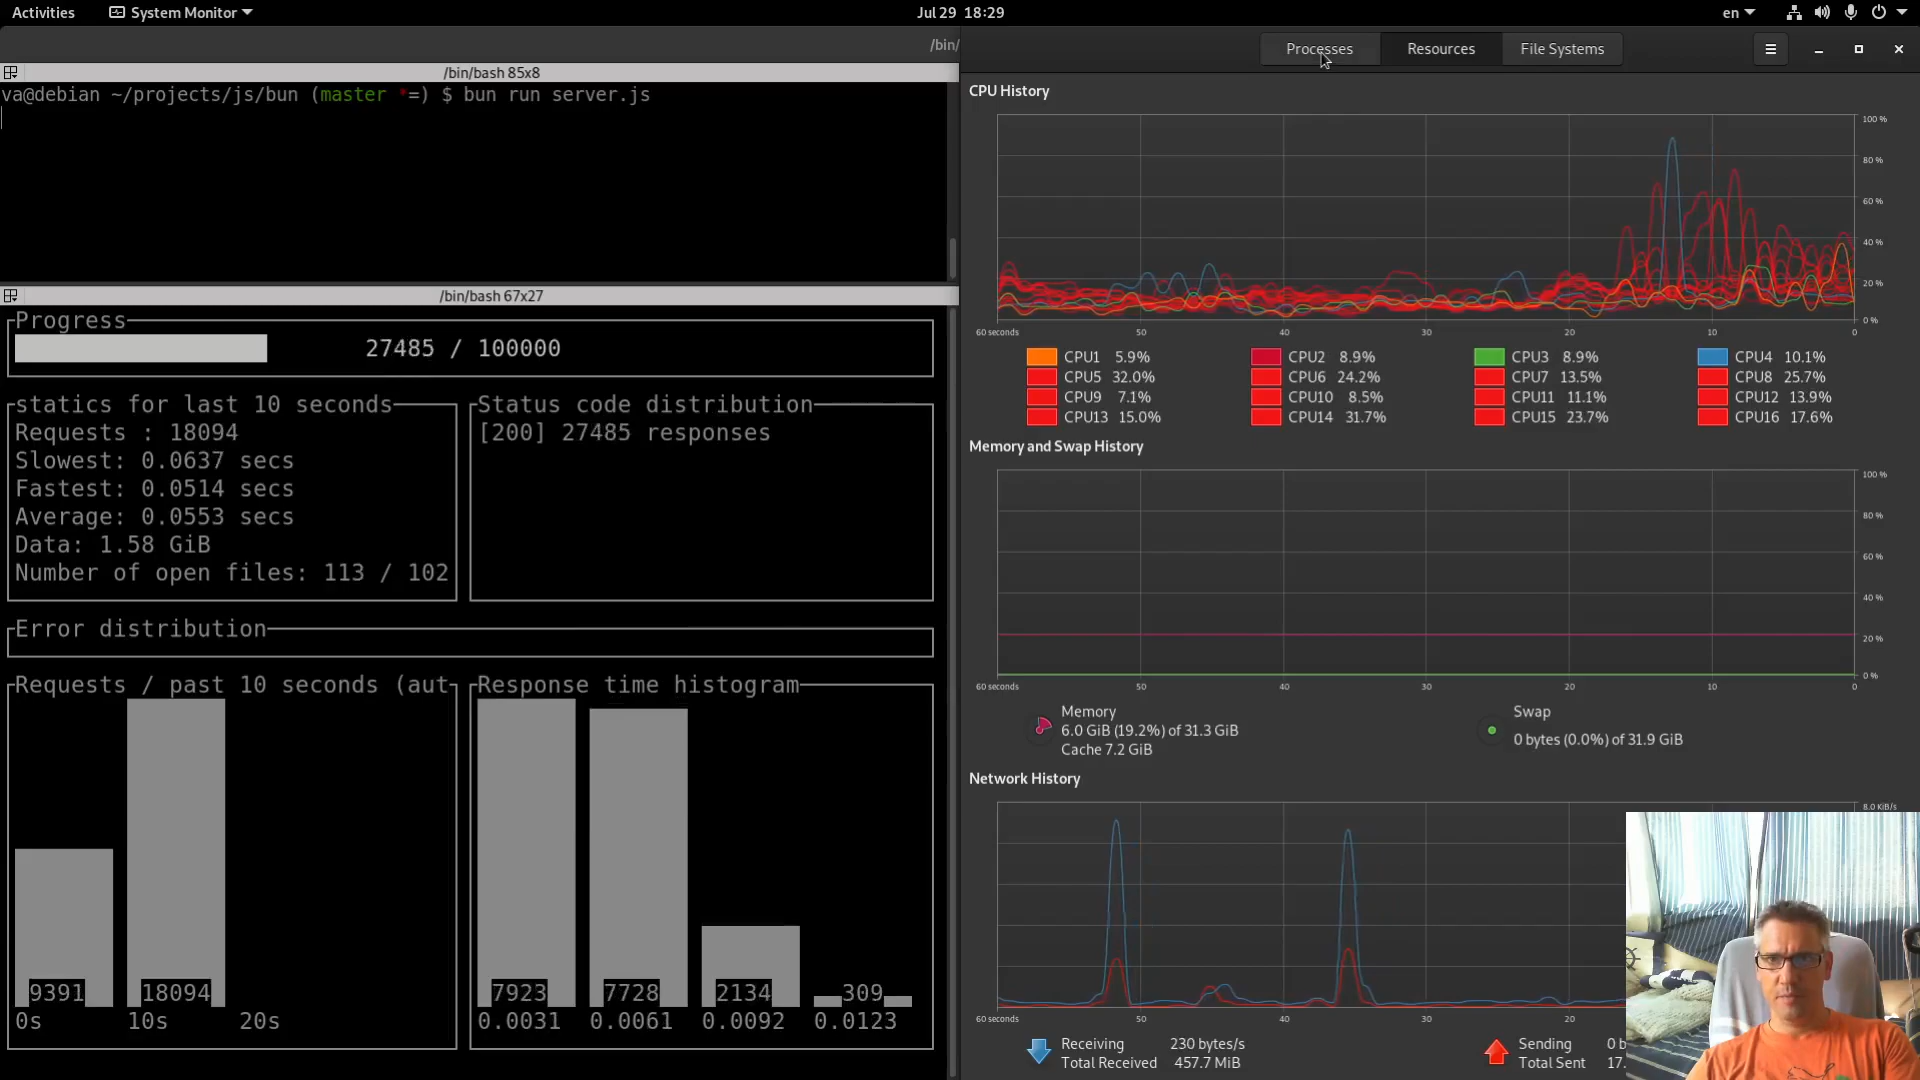 Activities
System Monitor
Jul 29 18:29
en
/bin/
/bin/bash 85x8
va@debian ~/projects/js/bun (master *=) $ bun run server.js
/bin/bash 67x27
Progress
27485 / 100000
statics for last 10 seconds
Requests : 18094
Slowest: 0.0637 secs
Fastest: 0.0514 secs
Average: 0.0553 secs
Data: 1.58 GiB
Number of open files: 113 / 102
Status code distribution
[200] 27485 responses
Error distribution
Requests / past 10 seconds (aut
9391 18094
0s 10s 20s
Response time histogram
7923 7728 2134 309
0.0031 0.0061 0.0092 0.0123
Processes Resources File Systems
CPU History
100 %
80 %
60 %
40 %
20 %
0 %
60 seconds 50 40 30 20 10 0
CPU1 5.9% CPU2 8.9% CPU3 8.9% CPU4 10.1%
CPU5 32.0% CPU6 24.2% CPU7 13.5% CPU8 25.7%
CPU9 7.1% CPU10 8.5% CPU11 11.1% CPU12 13.9%
CPU13 15.0% CPU14 31.7% CPU15 23.7% CPU16 17.6%
Memory and Swap History
100 %
80 %
60 %
40 %
20 %
0 %
60 seconds 50 40 30 20 10 0
Memory
6.0 GiB (19.2%) of 31.3 GiB
Cache 7.2 GiB
Swap
0 bytes (0.0%) of 31.9 GiB
Network History
8.0 KiB/s
60 seconds 50 40 30 20
Receiving 230 bytes/s
Total Received 457.7 MiB
Sending 0 b
Total Sent 17.